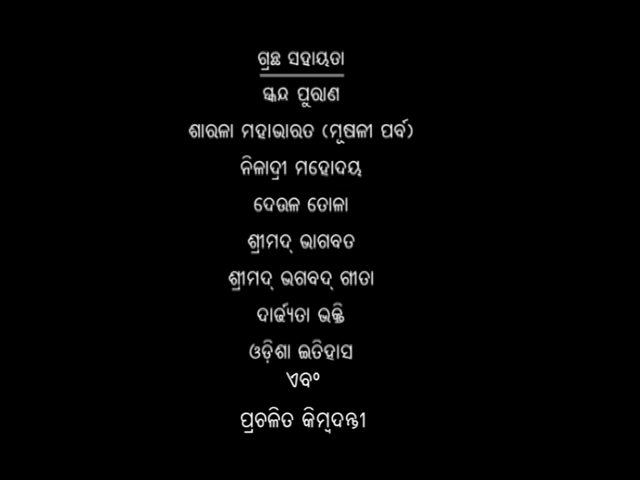 ଗ୍ରନ୍ଥ ସହାୟତା
ସ୍କନ୍ଦ ପୁରାଣ
ଶାରଳା ମହାଭାରତ (ମୂଷଳୀ ପର୍ବ)
ନିଳାଦ୍ରୀ ମହୋଦୟ
ଦେଉଳ ତୋଳା
ଶ୍ରୀମଦ୍ ଭାଗବତ
ଶ୍ରୀମଦ୍ ଭଗବଦ୍ ଗୀତା
ଦାର୍ଢ୍ୟତା ଭକ୍ତି
ଓଡ଼ିଶା ଇତିହାସ
ଏବଂ
ପ୍ରଚଳିତ କିମ୍ବଦନ୍ତୀ